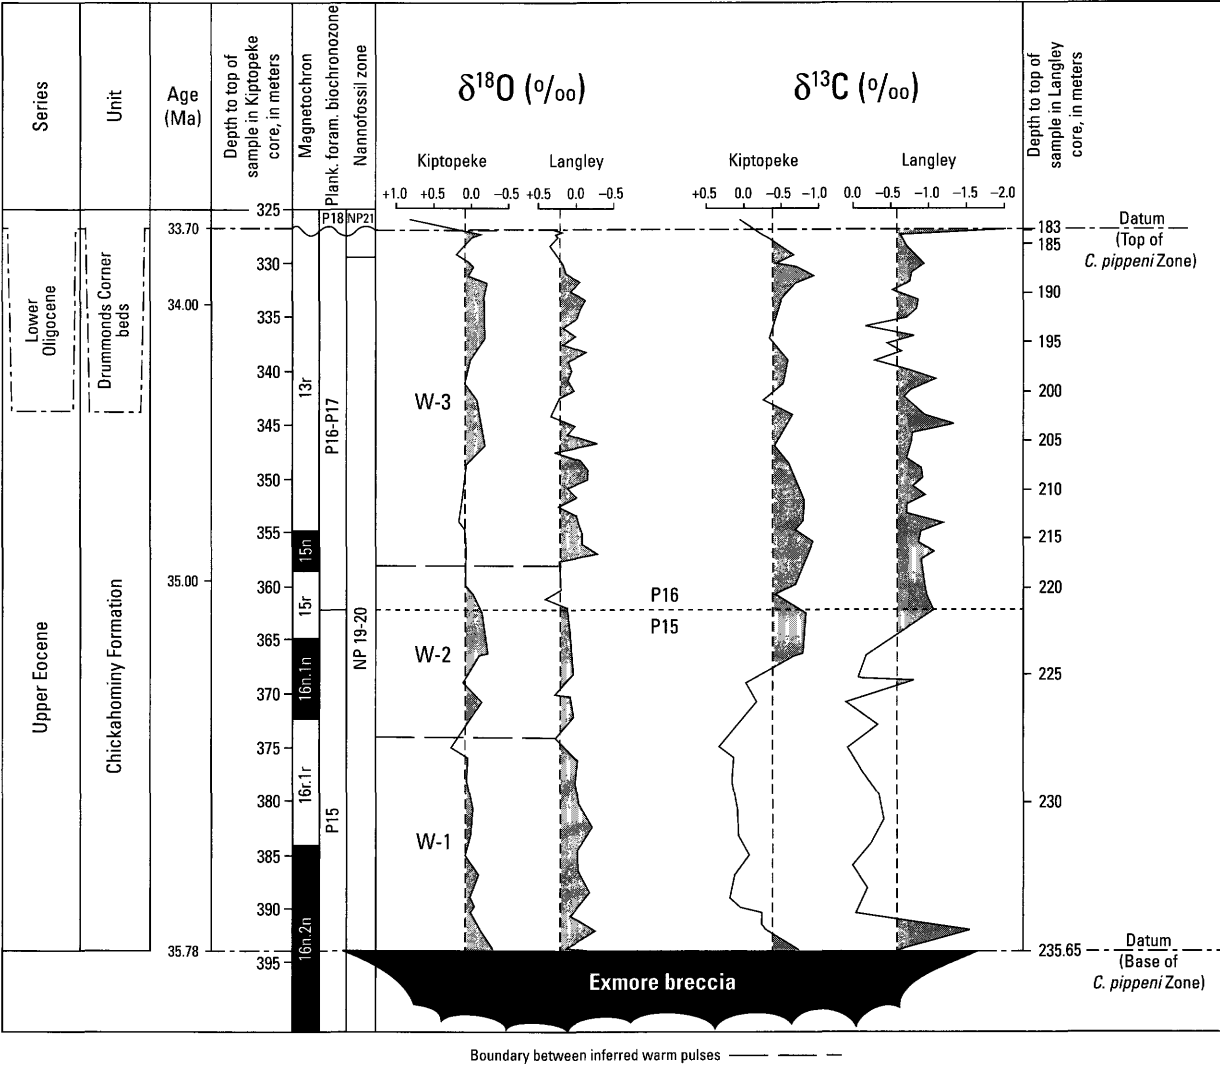 Series
Unit
Age
(Ma)
Depth to top of
sample in Kiptopeke
core, in meters
Magnetochron
Plank. foram. biochronozone
Nannofossil zone
δ18O (o/oo)
δ13C (o/oo)
Depth to top of
sample in Langley
core, in meters
Kiptopeke
Langley
Kiptopeke
Langley
+1.0 +0.5 0.0 −0.5
+0.5 0.0 −0.5
+0.5 0.0 −0.5 −1.0
0.0 −0.5 −1.0 −1.5 −2.0
325
330
335
340
345
350
355
360
365
370
375
380
385
390
395
33.70
34.00
35.00
35.78
Lower
Oligocene
Upper Eocene
Drummonds Corner
beds
Chickahominy Formation
13r
15n
15r
16n.1n
16r.1r
16n.2n
P18
NP21
P16-P17
P15
NP 19-20
W-3
W-2
W-1
P16
P15
183
185
190
195
200
205
210
215
220
225
230
235.65
Datum
(Top of
C. pippeni Zone)
Datum
(Base of
C. pippeni Zone)
Exmore breccia
Boundary between inferred warm pulses